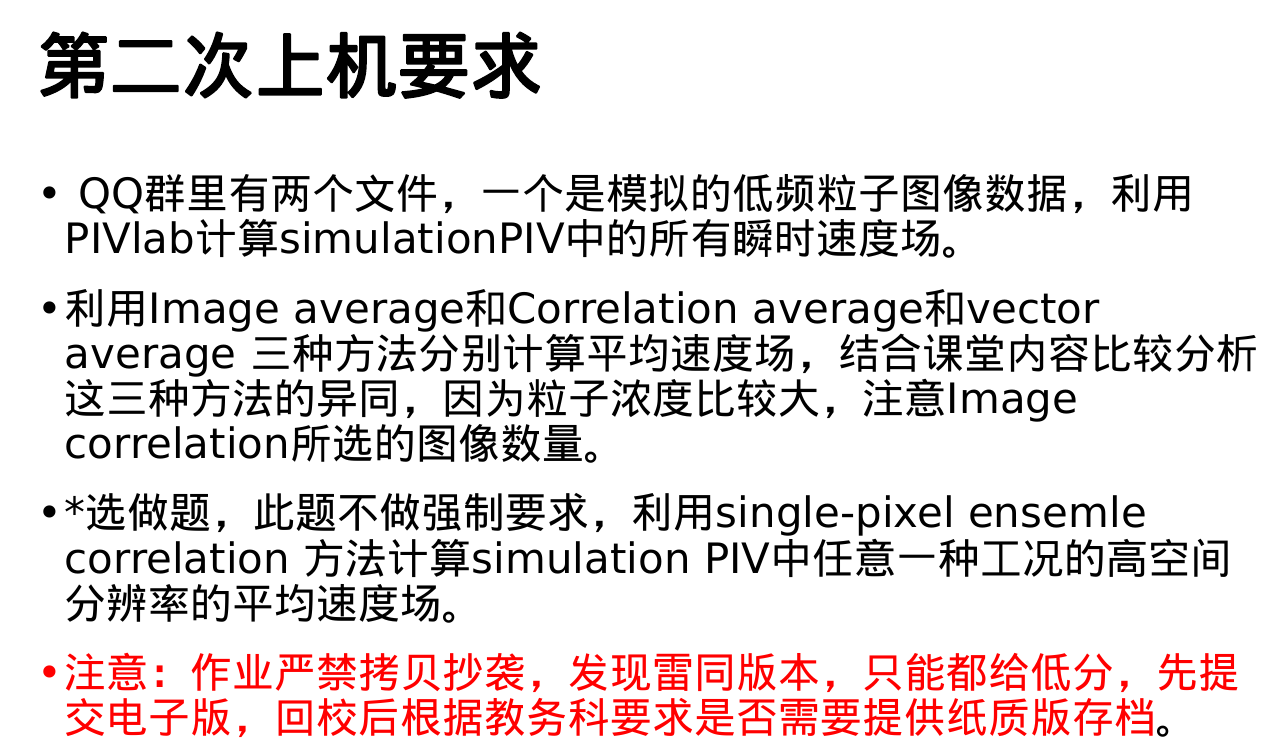 第二次上机要求
• QQ群里有两个文件，一个是模拟的低频粒子图像数据，利用
PIVlab计算simulationPIV中的所有瞬时速度场。
•利用Image average和Correlation average和vector
average 三种方法分别计算平均速度场，结合课堂内容比较分析
这三种方法的异同，因为粒子浓度比较大，注意Image
correlation所选的图像数量。
•*选做题，此题不做强制要求，利用single-pixel ensemle
correlation 方法计算simulation PIV中任意一种工况的高空间
分辨率的平均速度场。
•注意：作业严禁拷贝抄袭，发现雷同版本，只能都给低分，先提
交电子版，回校后根据教务科要求是否需要提供纸质版存档。